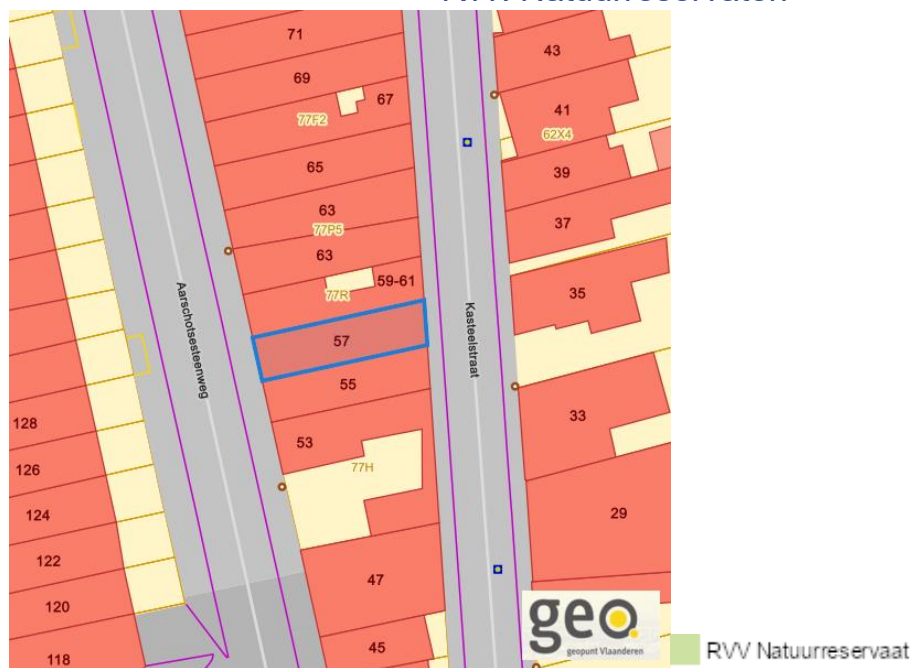 RVV Natuurreservaten
71
69
67
77F2
65
63
77P5
63
59-61
77R
57
55
53
77H
47
45
Aarschotsesteenweg
Kasteelstraat
43
41
62X4
39
37
35
33
29
128
126
124
122
120
118
geo
geopunt Vlaanderen
RVV Natuurreservaat